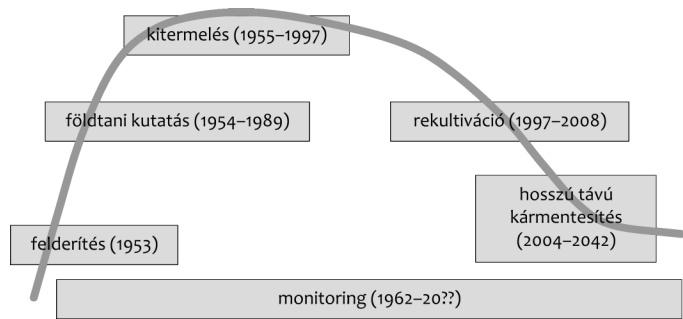 kitermelés (1955–1997)
földtani kutatás (1954–1989)
rekultiváció (1997–2008)
hosszú távú
kármentesítés
(2004–2042)
felderítés (1953)
monitoring (1962–20??)